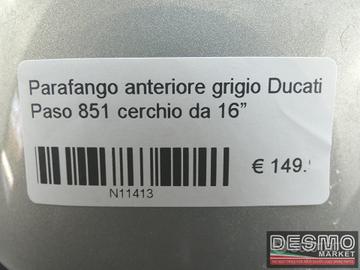 Parafango anteriore grigio Ducati
Paso 851 cerchio da 16”
€ 149.
N11413
DESMO
MARKET